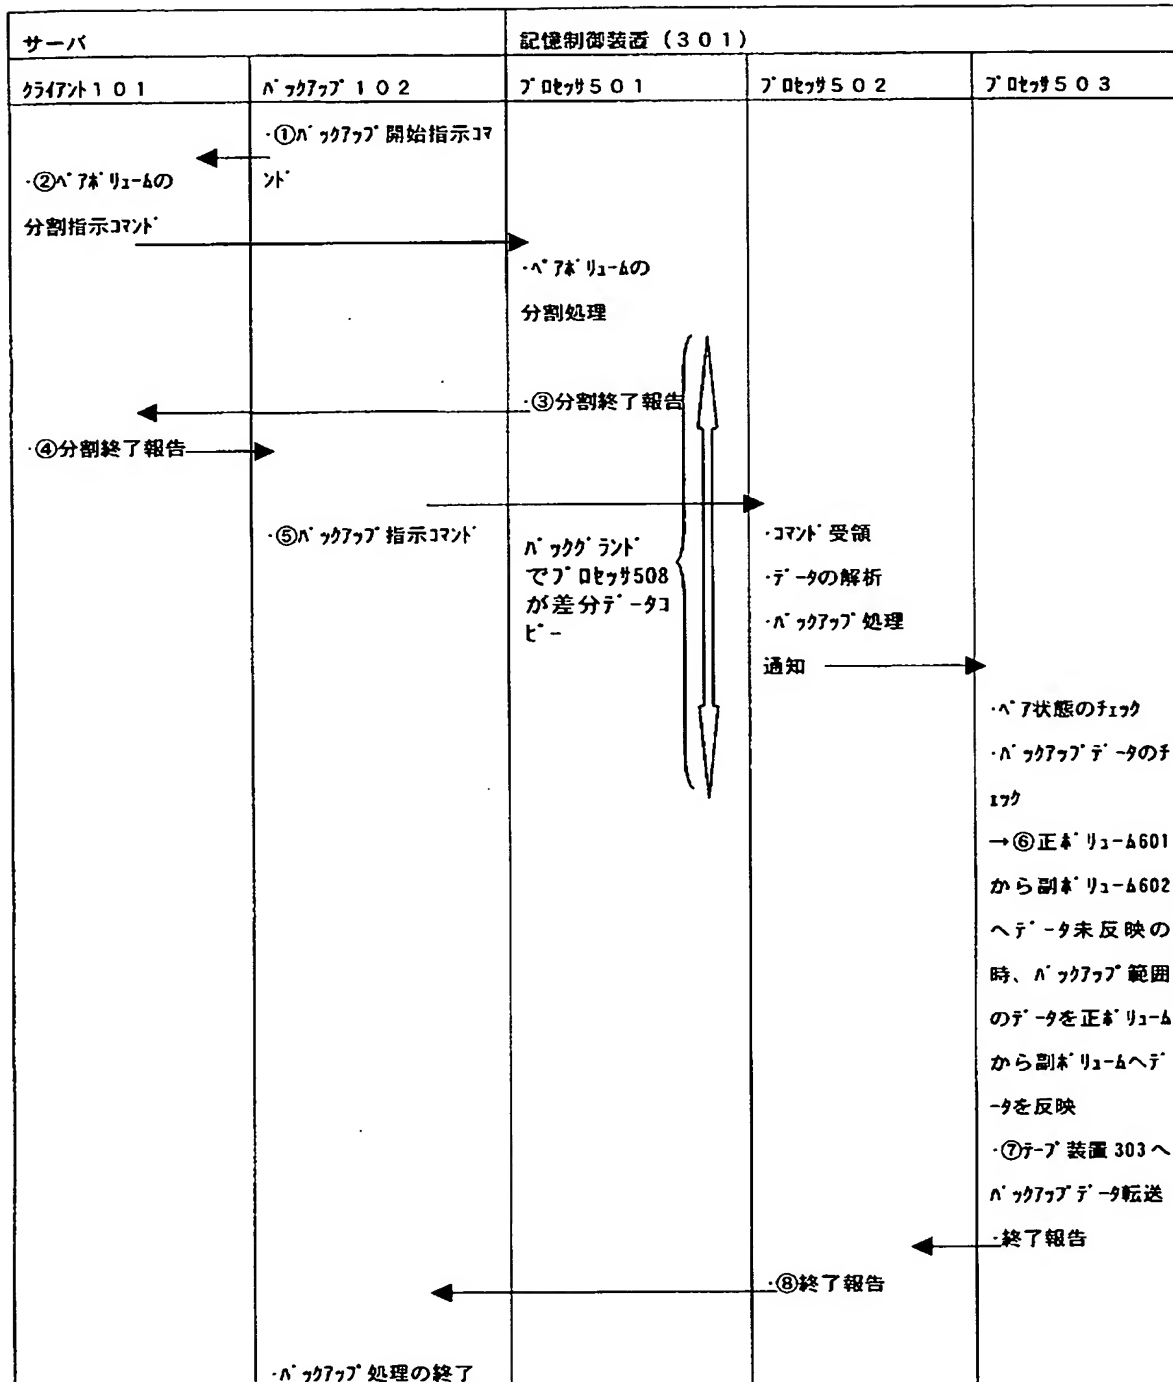 サーバ
記憶制御装置(301)
クライアント101
バックアップ102
プロセッサ501
プロセッサ502
プロセッサ503
・①バックアップ開始指示コマ
ンド
・②ペアボリュームの
分割指示コマンド
・ペアボリュームの
分割処理
・③分割終了報告
・④分割終了報告
・⑤バックアップ指示コマンド
バックグランド
でプロセッサ508
が差分データコ
ピー
・コマンド受領
・データの解析
・バックアップ処理
通知
・ペア状態のチェック
・バックアップデータのチ
ェック
→⑥正ボリューム601
から副ボリューム602
へデータ未反映の
時、バックアップ範囲
のデータを正ボリューム
から副ボリュームへデ
ータを反映
・⑦テープ装置303へ
バックアップデータ転送
・終了報告
・⑧終了報告
・バックアップ処理の終了